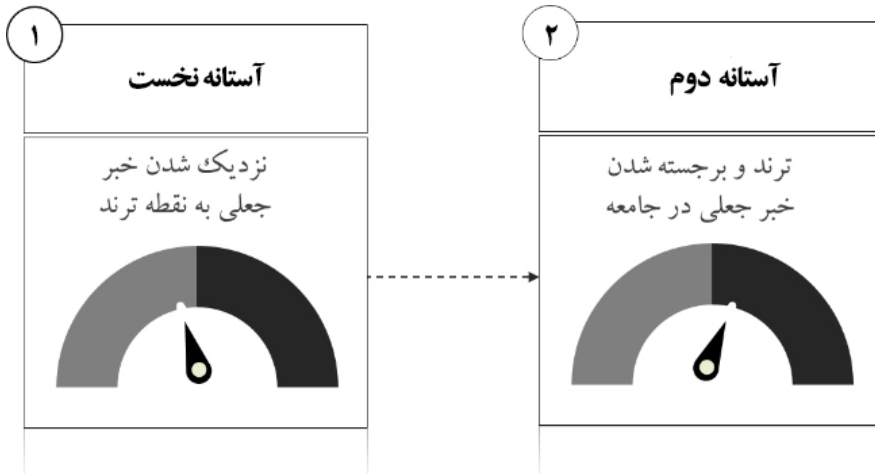 ۱
آستانه نخست
نزدیک شدن خبر
جعلی به نقطه ترند
۲
آستانه دوم
ترند و برجسته شدن
خبر جعلی در جامعه